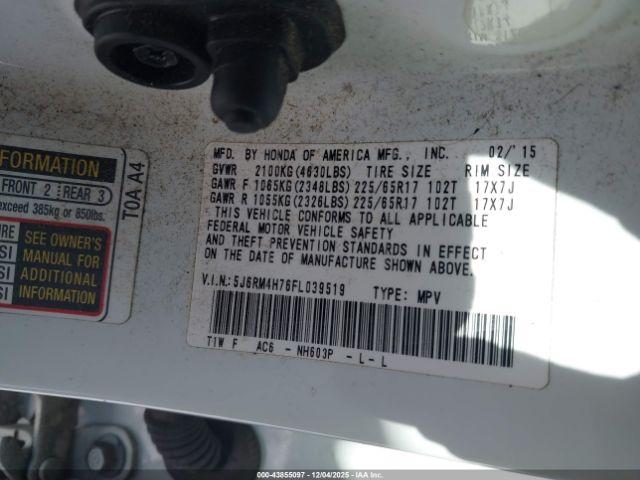 FORMATION
FRONT 2 REAR 3
exceed 385kg or 850lbs.
SEE OWNER'S
MANUAL FOR
ADDITIONAL
INFORMATION
T0A A4
MFD. BY HONDA OF AMERICA MFG., INC. 02/'15
GVWR 2100KG(4630LBS) TIRE SIZE RIM SIZE
GAWR F 1065KG(2348LBS) 225/65R17 102T 17X7J
GAWR R 1055KG(2326LBS) 225/65R17 102T 17X7J
THIS VEHICLE CONFORMS TO ALL APPLICABLE
FEDERAL MOTOR VEHICLE SAFETY
AND THEFT PREVENTION STANDARDS IN EFFECT
ON THE DATE OF MANUFACTURE SHOWN ABOVE.
V.I.N.: 5J6RM4H76FL039519 TYPE: MPV
T1W F AC6 - NH603P - L - L
© IAA - 43855097 - 12/04/2025 - IAAI.COM